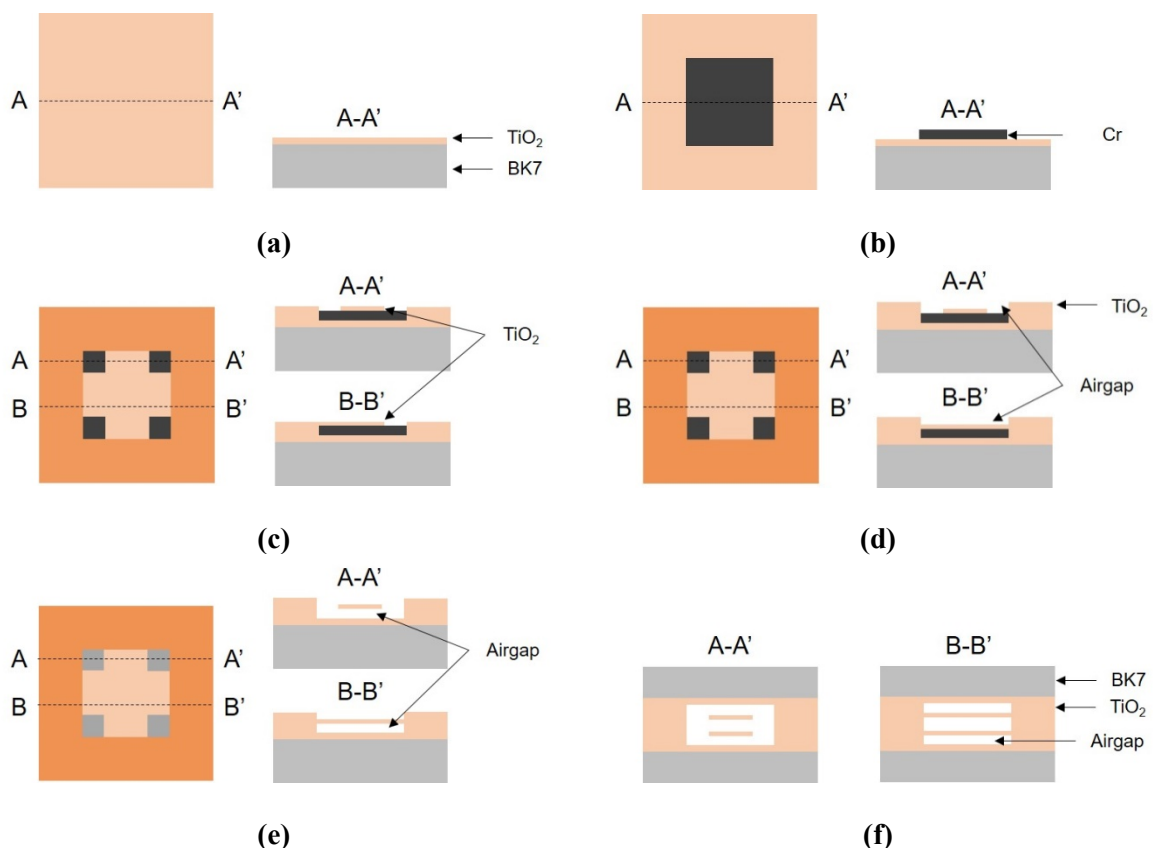 A A’ A-A’ TiO₂ BK7
(a)
A A’ A-A’ Cr
(b)
A A’ B B’ A-A’ TiO₂ B-B’
(c)
A A’ B B’ A-A’ TiO₂ Airgap B-B’
(d)
A A’ B B’ A-A’ Airgap B-B’
(e)
A-A’ B-B’ BK7 TiO₂ Airgap
(f)